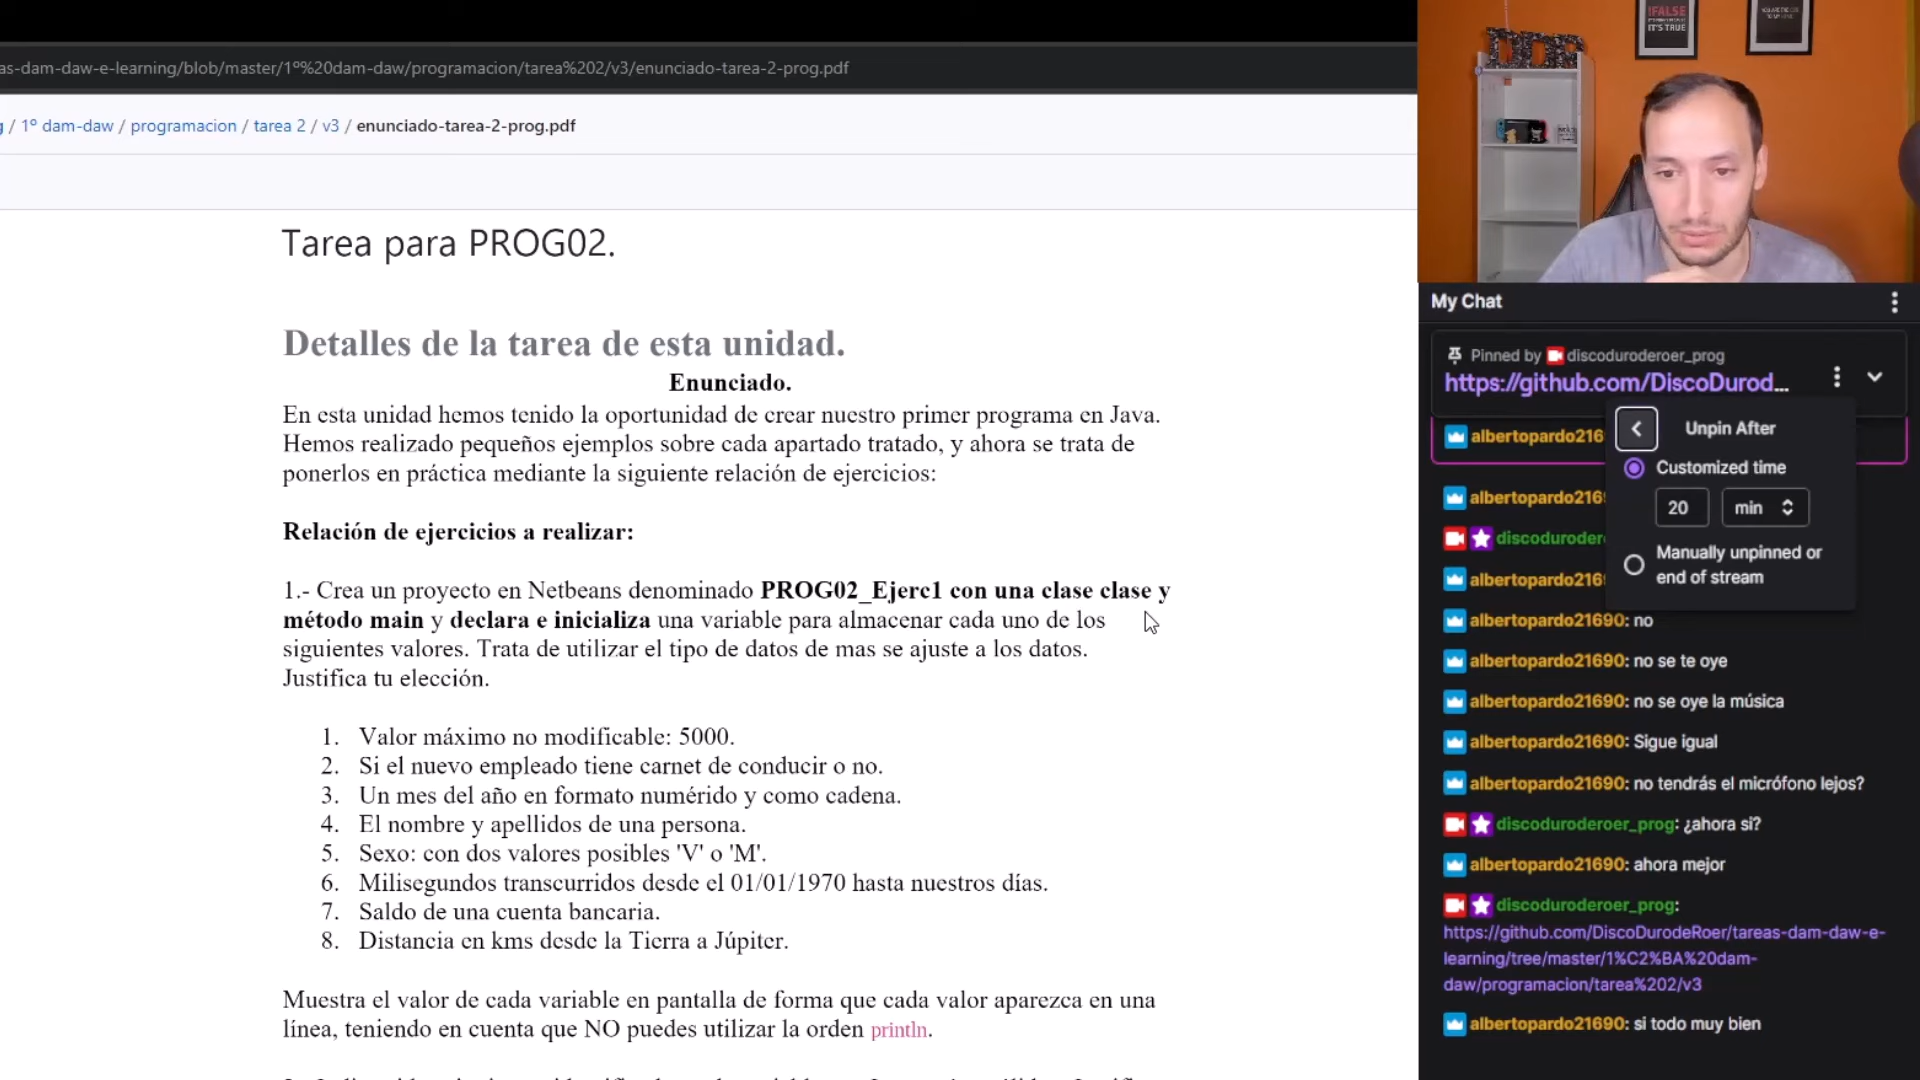 as-dam-daw-e-learning/blob/master/1º%20dam-daw/programacion/tarea%202/v3/enunciado-tarea-2-prog.pdf
/ 1º dam-daw / programacion / tarea 2 / v3 / enunciado-tarea-2-prog.pdf
Tarea para PROG02.
Detalles de la tarea de esta unidad.
Enunciado.
En esta unidad hemos tenido la oportunidad de crear nuestro primer programa en Java.
Hemos realizado pequeños ejemplos sobre cada apartado tratado, y ahora se trata de
ponerlos en práctica mediante la siguiente relación de ejercicios:
Relación de ejercicios a realizar:
1.- Crea un proyecto en Netbeans denominado PROG02_Ejerc1 con una clase clase y
método main y declara e inicializa una variable para almacenar cada uno de los
siguientes valores. Trata de utilizar el tipo de datos de mas se ajuste a los datos.
Justifica tu elección.
1. Valor máximo no modificable: 5000.
2. Si el nuevo empleado tiene carnet de conducir o no.
3. Un mes del año en formato numérido y como cadena.
4. El nombre y apellidos de una persona.
5. Sexo: con dos valores posibles 'V' o 'M'.
6. Milisegundos transcurridos desde el 01/01/1970 hasta nuestros días.
7. Saldo de una cuenta bancaria.
8. Distancia en kms desde la Tierra a Júpiter.
Muestra el valor de cada variable en pantalla de forma que cada valor aparezca en una
línea, teniendo en cuenta que NO puedes utilizar la orden println.
!FALSE
IT'S TRUE
My Chat
Pinned by discoduroderoer_prog
https://github.com/DiscoDurod...
albertopardo216
Unpin After
Customized time
albertopardo216
20 min
discoduroder
Manually unpinned or
end of stream
albertopardo216
albertopardo21690: no
albertopardo21690: no se te oye
albertopardo21690: no se oye la música
albertopardo21690: Sigue igual
albertopardo21690: no tendrás el micrófono lejos?
discoduroderoer_prog: ¿ahora si?
albertopardo21690: ahora mejor
discoduroderoer_prog:
https://github.com/DiscoDurodeRoer/tareas-dam-daw-e-
learning/tree/master/1%C2%BA%20dam-
daw/programacion/tarea%202/v3
albertopardo21690: si todo muy bien